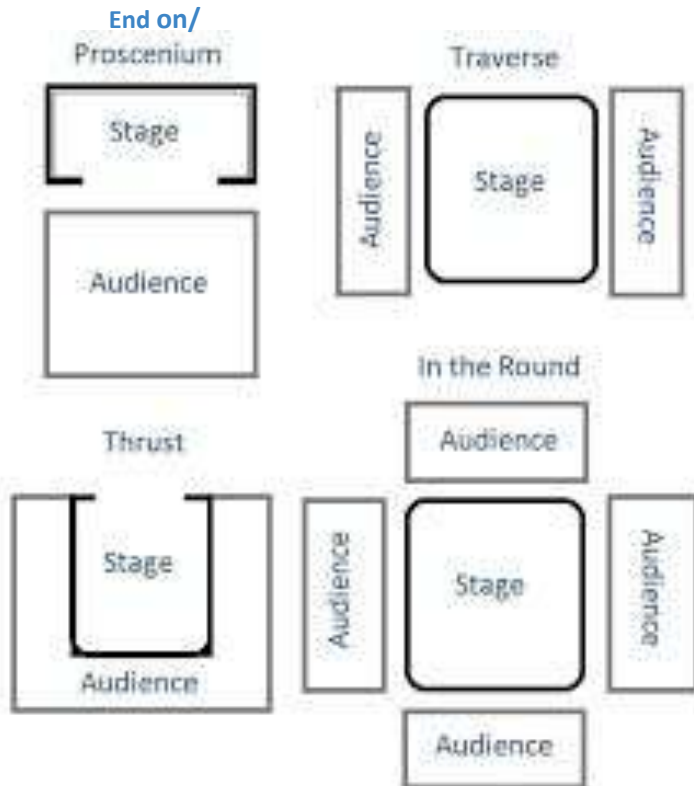 End on/
Proscenium
Stage
Audience
Traverse
Audience
Stage
Audience
Thrust
Stage
Audience
In the Round
Audience
Audience
Stage
Audience
Audience